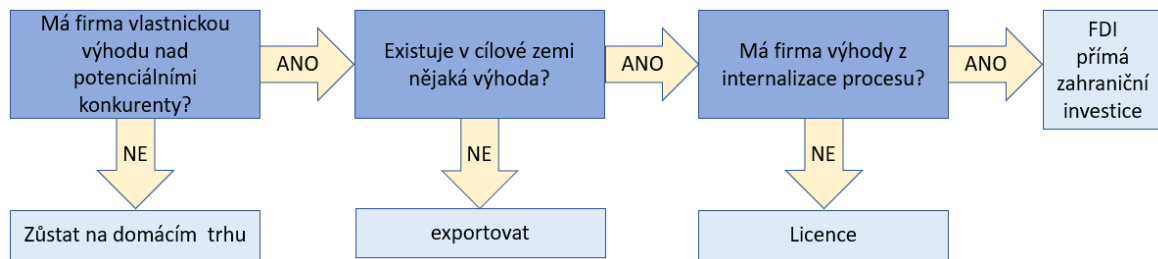 Má firma vlastnickou
výhodu nad
potenciálními
konkurenty?
ANO
Existuje v cílové zemi
nějaká výhoda?
ANO
Má firma výhody z
internalizace procesu?
ANO
FDI
přímá
zahraniční
investice
NE
NE
NE
Zůstat na domácím trhu
exportovat
Licence